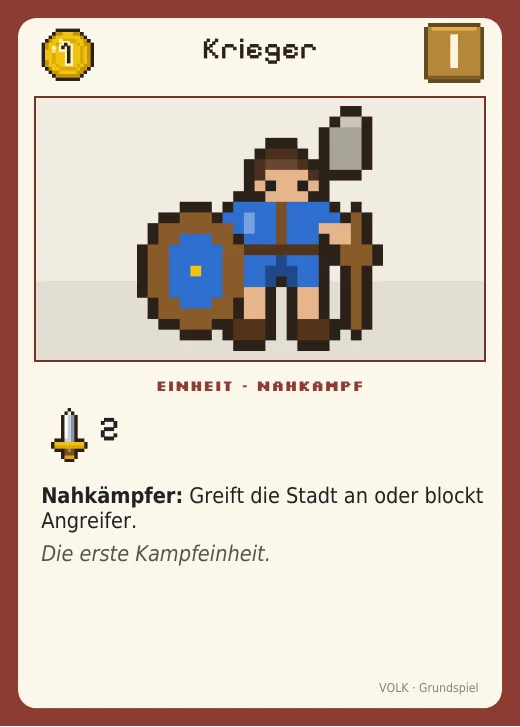 1
Krieger
I
EINHEIT - NAHKAMPF
2
Nahkämpfer: Greift die Stadt an oder blockt
Angreifer.
Die erste Kampfeinheit.
VOLK · Grundspiel